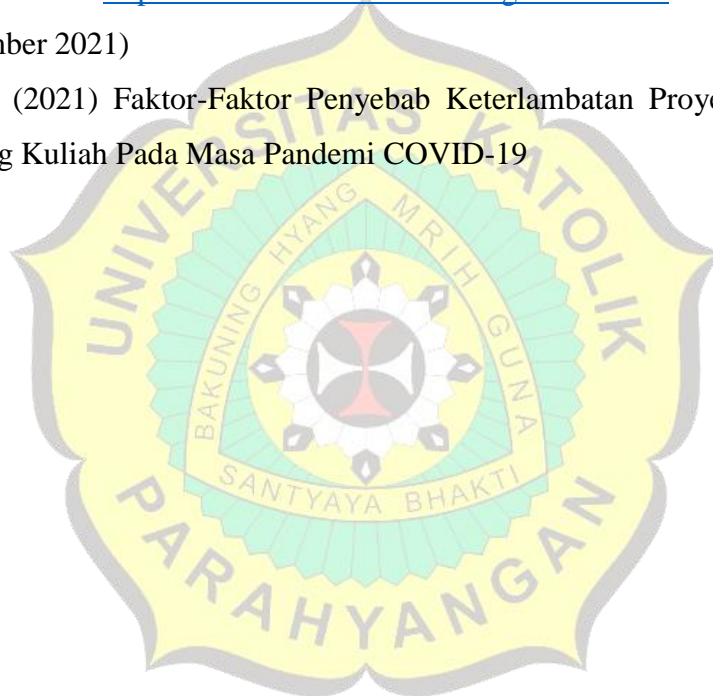 mber 2021)
(2021) Faktor-Faktor Penyebab Keterlambatan Proye
g Kuliah Pada Masa Pandemi COVID-19
UNIVERSITAS KATOLIK
BAKUNING HYANG MRIH GUNA
SANTYAYA BHAKTI
PARAHYANGAN